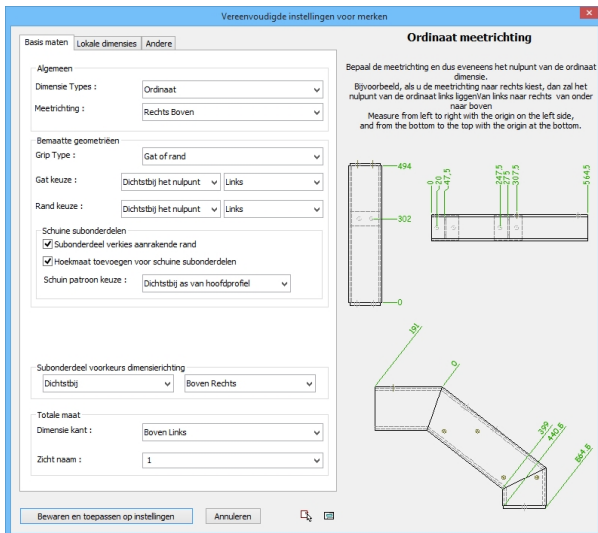 Vereenvoudigde instellingen voor merken
Basis maten
Lokale dimensies
Andere
Algemeen
Dimensie Types :
Ordinaat
Meetrichting :
Rechts Boven
Bematte geometriën
Grip Type :
Gat of rand
Gat keuze :
Dichtstbij het nulpunt
Links
Rand keuze :
Dichtstbij het nulpunt
Links
Schuine subonderdelen
Subonderdeel verkies aanrakende rand
Hoekmaat toevoegen voor schuine subonderdelen
Schuin patroon keuze :
Dichtstbij as van hoofdprofiel
Subonderdeel voorkeurs dimensierichting
Dichtstbij
Boven Rechts
Totale maat
Dimensie kant :
Boven Links
Zicht naam :
1
Bewaren en toepassen op instellingen
Annuleren
Ordinaat meetrichting
Bepaal de meetrichting en dus eveneens het nulpunt van de ordinaat
dimensie.
Bijvoorbeeld, als u de meetrichting naar rechts kiest, dan zal het
nulpunt van de ordinaat links liggenVan links naar rechts van onder
naar boven
Measure from left to right with the origin on the left side,
and from the bottom to the top with the origin at the bottom.
494
302
0
0
20
47,5
247,5
275
307,5
564,5
191
0
399
440,8
864,8